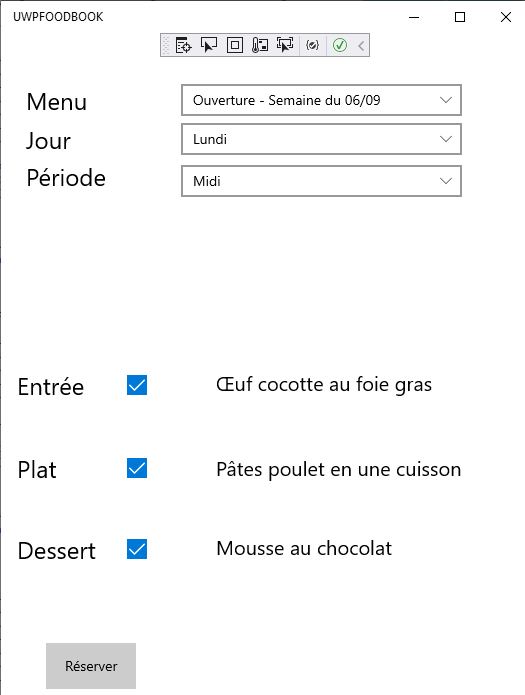 UWPFOODBOOK
Menu Ouverture - Semaine du 06/09
Jour Lundi
Période Midi
Entrée Œuf cocotte au foie gras
Plat Pâtes poulet en une cuisson
Dessert Mousse au chocolat
Réserver